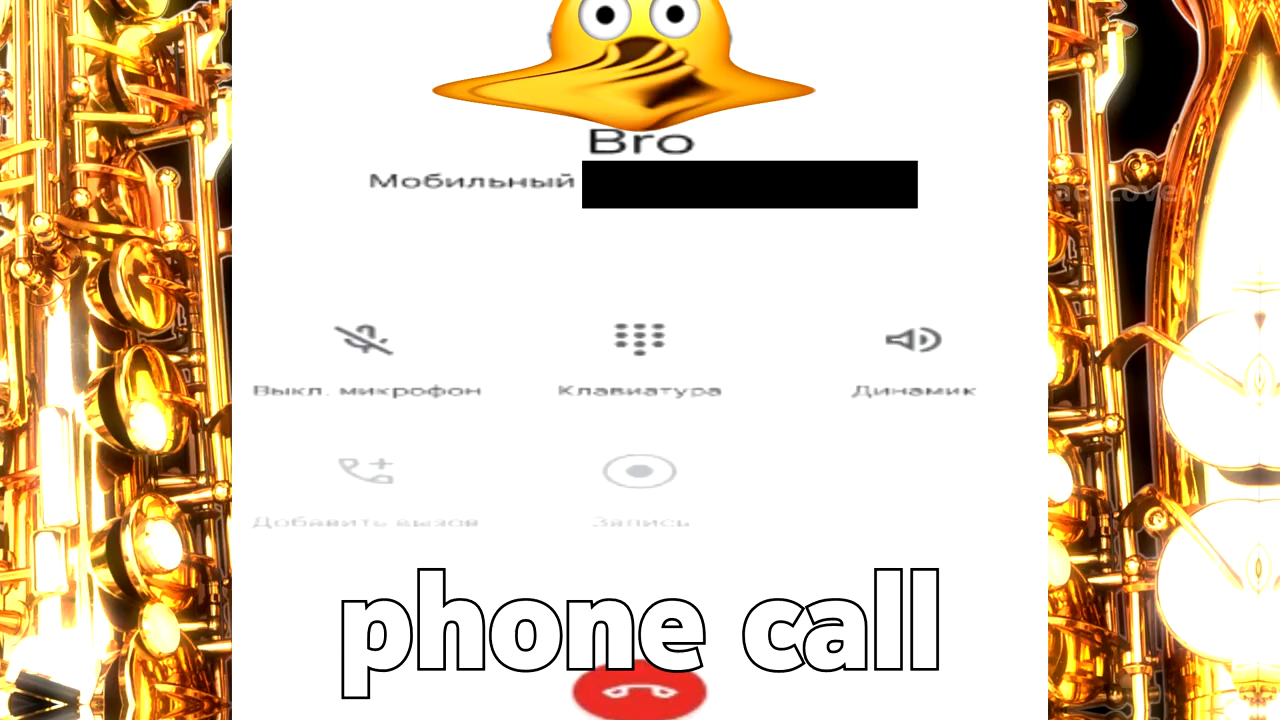 Bro
Мобильный
Выкл. микрофон Клавиатура Динамик
Добавить вызов Запись
phone call